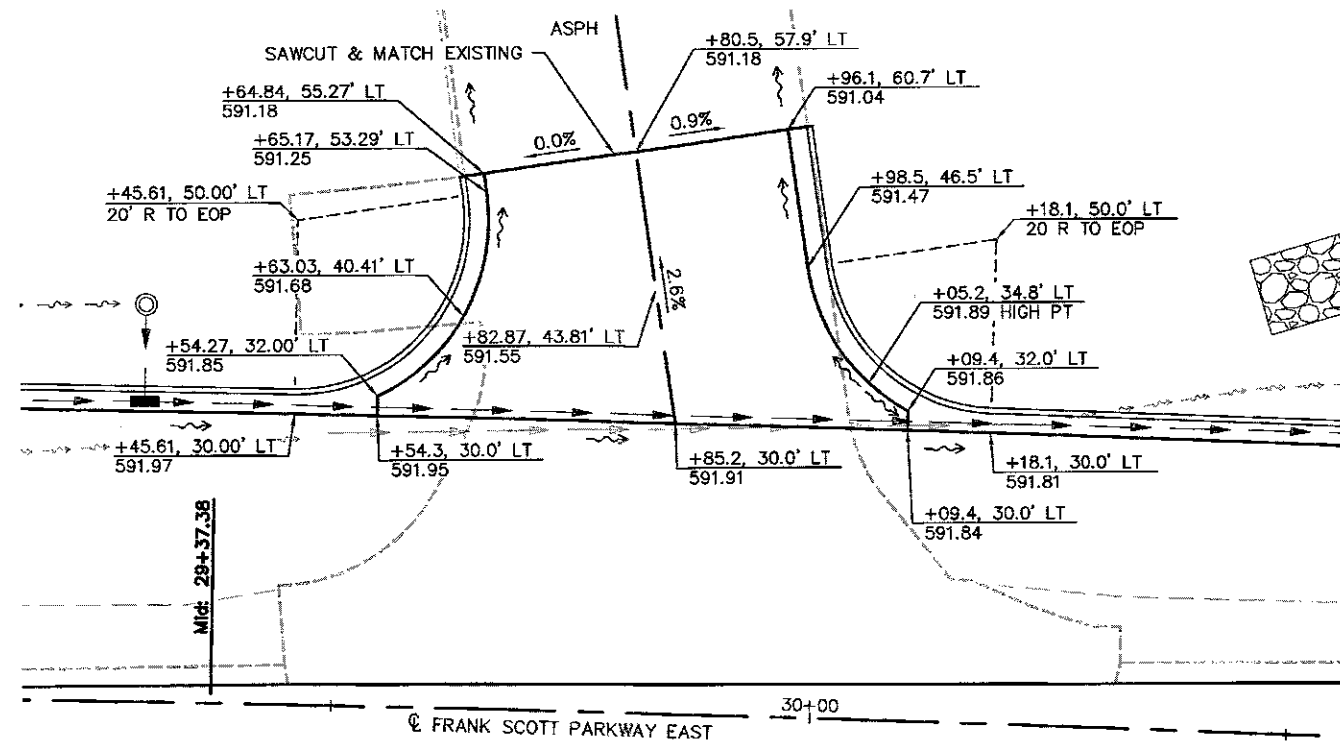 ASPH
SAWCUT & MATCH EXISTING
+80.5, 57.9' LT
591.18
+64.84, 55.27' LT
591.18
+96.1, 60.7' LT
591.04
0.0%
0.9%
+65.17, 53.29' LT
591.25
+45.61, 50.00' LT
20' R TO EOP
+98.5, 46.5' LT
591.47
+18.1, 50.0' LT
20 R TO EOP
+63.03, 40.41' LT
591.68
2.6%
+05.2, 34.8' LT
591.89 HIGH PT
+82.87, 43.81' LT
591.55
+54.27, 32.00' LT
591.85
+09.4, 32.0' LT
591.86
+45.61, 30.00' LT
591.97
+54.3, 30.0' LT
591.95
+85.2, 30.0' LT
591.91
+18.1, 30.0' LT
591.81
+09.4, 30.0' LT
591.84
Mid: 29+37.38
30+00
℄ FRANK SCOTT PARKWAY EAST